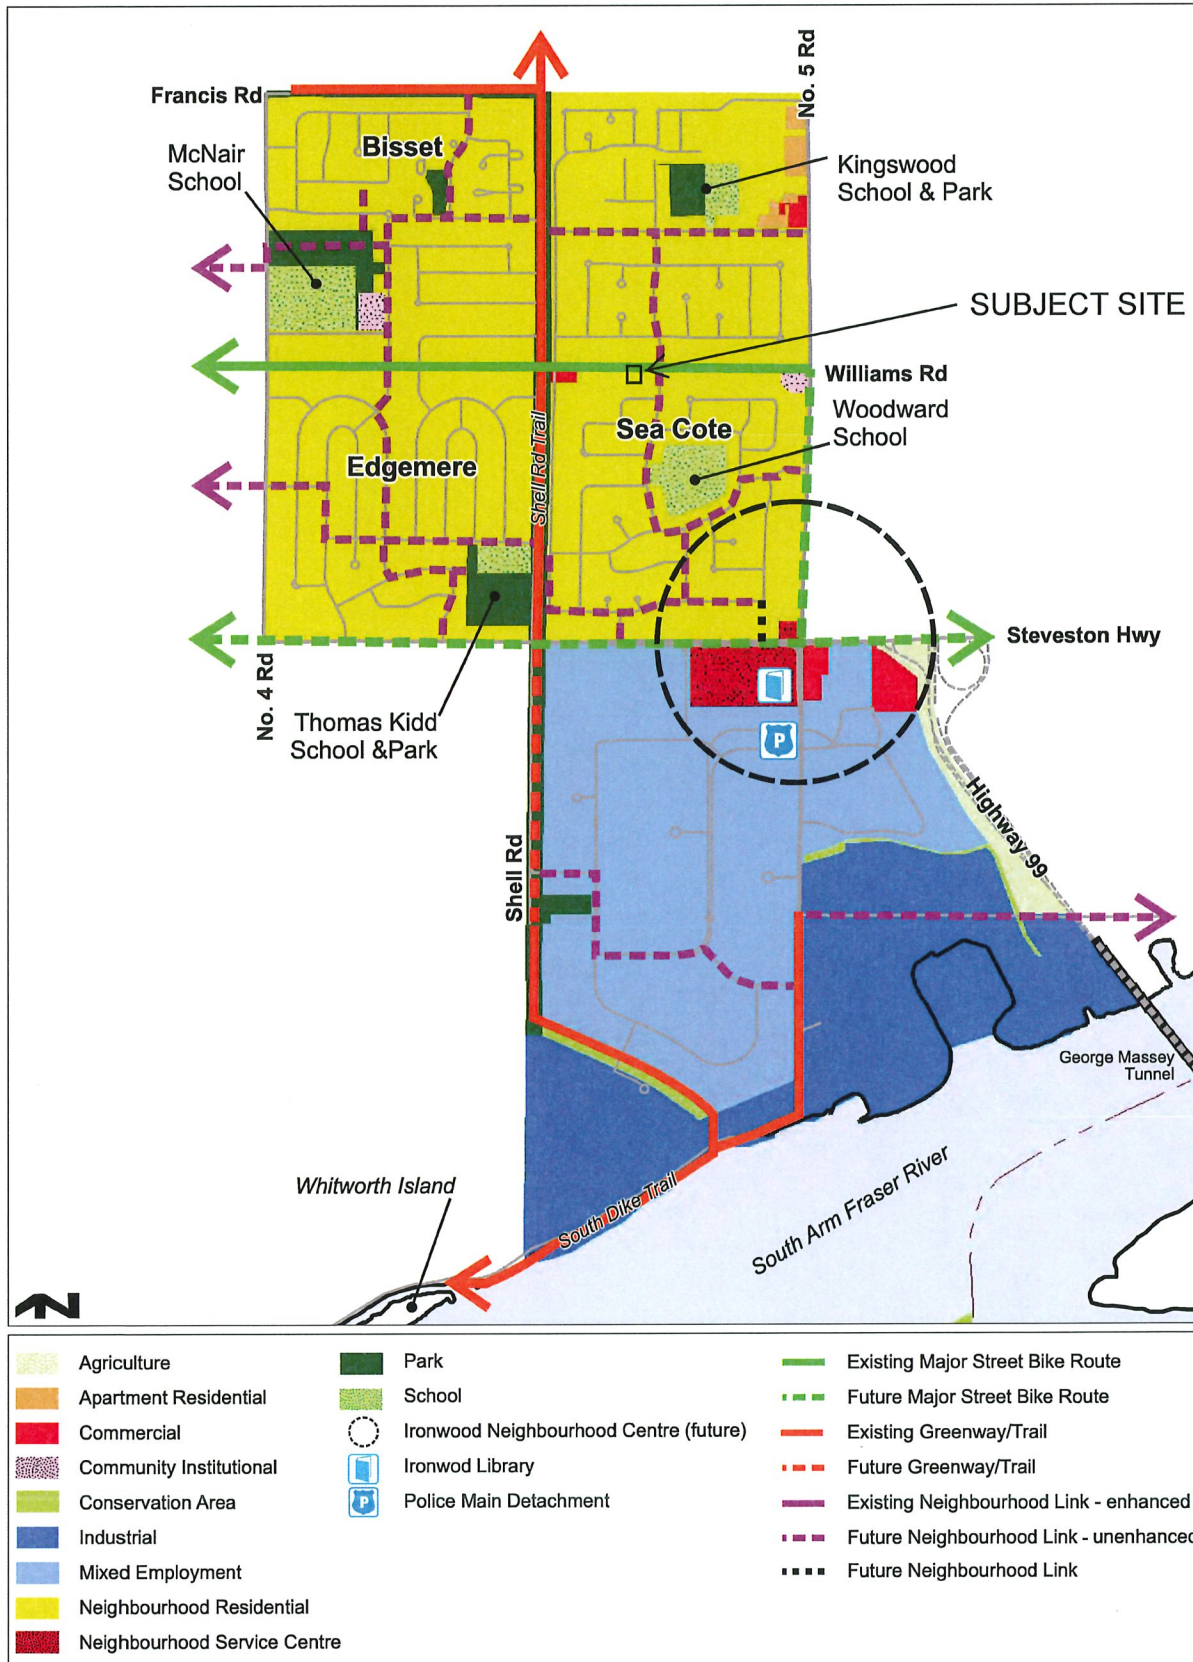 No. 5 Rd
Francis Rd
Bisset
McNair
School
Kingswood
School & Park
SUBJECT SITE
Williams Rd
Woodward
School
Sea Cote
Shell Rd Trail
Edgemere
Steveston Hwy
No. 4 Rd
Thomas Kidd
School &Park
P
Highway 99
Shell Rd
George Massey
Tunnel
South Arm Fraser River
Whitworth Island
South Dike Trail
N
Agriculture
Apartment Residential
Commercial
Community Institutional
Conservation Area
Industrial
Mixed Employment
Neighbourhood Residential
Neighbourhood Service Centre
Park
School
Ironwood Neighbourhood Centre (future)
Ironwod Library
P
Police Main Detachment
Existing Major Street Bike Route
Future Major Street Bike Route
Existing Greenway/Trail
Future Greenway/Trail
Existing Neighbourhood Link - enhanced
Future Neighbourhood Link - unenhanced
Future Neighbourhood Link